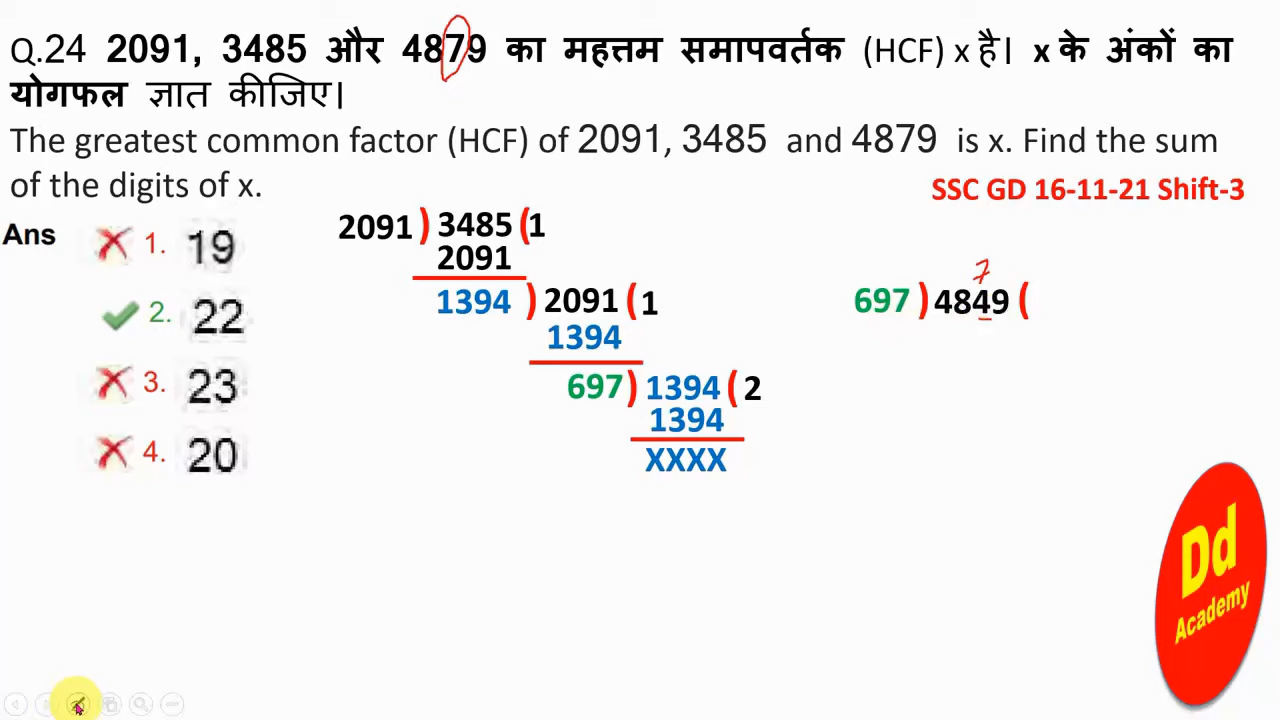 Q.24 2091, 3485 और 4879 का महत्तम समापवर्तक (HCF) x है। x के अंकों का
योगफल ज्ञात कीजिए।
The greatest common factor (HCF) of 2091, 3485 and 4879 is x. Find the sum
of the digits of x.
SSC GD 16-11-21 Shift-3
Ans
1. 19
2. 22
3. 23
4. 20
2091 ) 3485 ( 1
2091
1394 ) 2091 ( 1
1394
697 ) 1394 ( 2
1394
XXXX
7
697 ) 4849 (
Dd
Academy